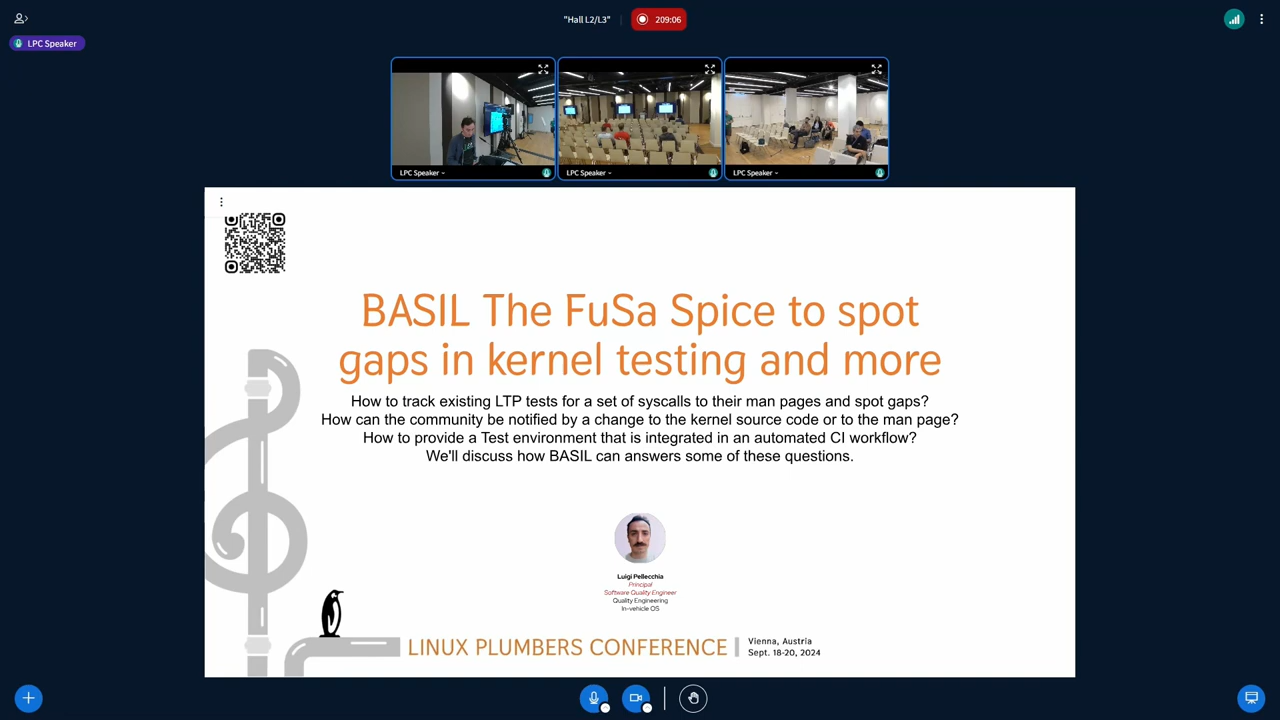 "Hall L2/L3"
209:06
LPC Speaker
LPC Speaker
LPC Speaker
LPC Speaker
BASIL The FuSa Spice to spot
gaps in kernel testing and more
How to track existing LTP tests for a set of syscalls to their man pages and spot gaps?
How can the community be notified by a change to the kernel source code or to the man page?
How to provide a Test environment that is integrated in an automated CI workflow?
We'll discuss how BASIL can answers some of these questions.
Luigi Pellecchia
Principal
Software Quality Engineer
Quality Engineering
In-vehicle OS
LINUX PLUMBERS CONFERENCE
Vienna, Austria
Sept. 18-20, 2024